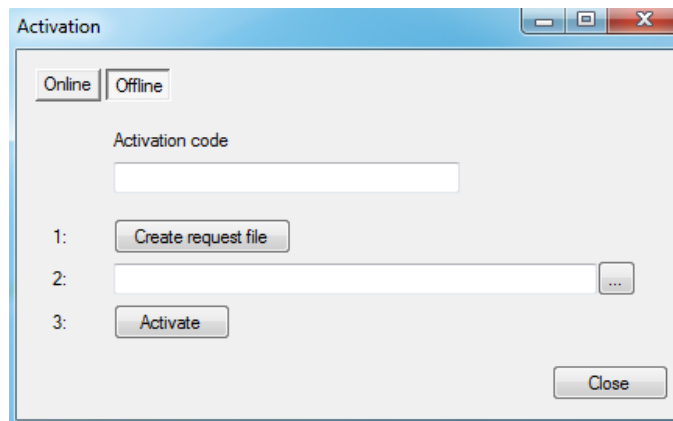 Activation
Online Offline
Activation code
1: Create request file
2: ...
3: Activate
Close